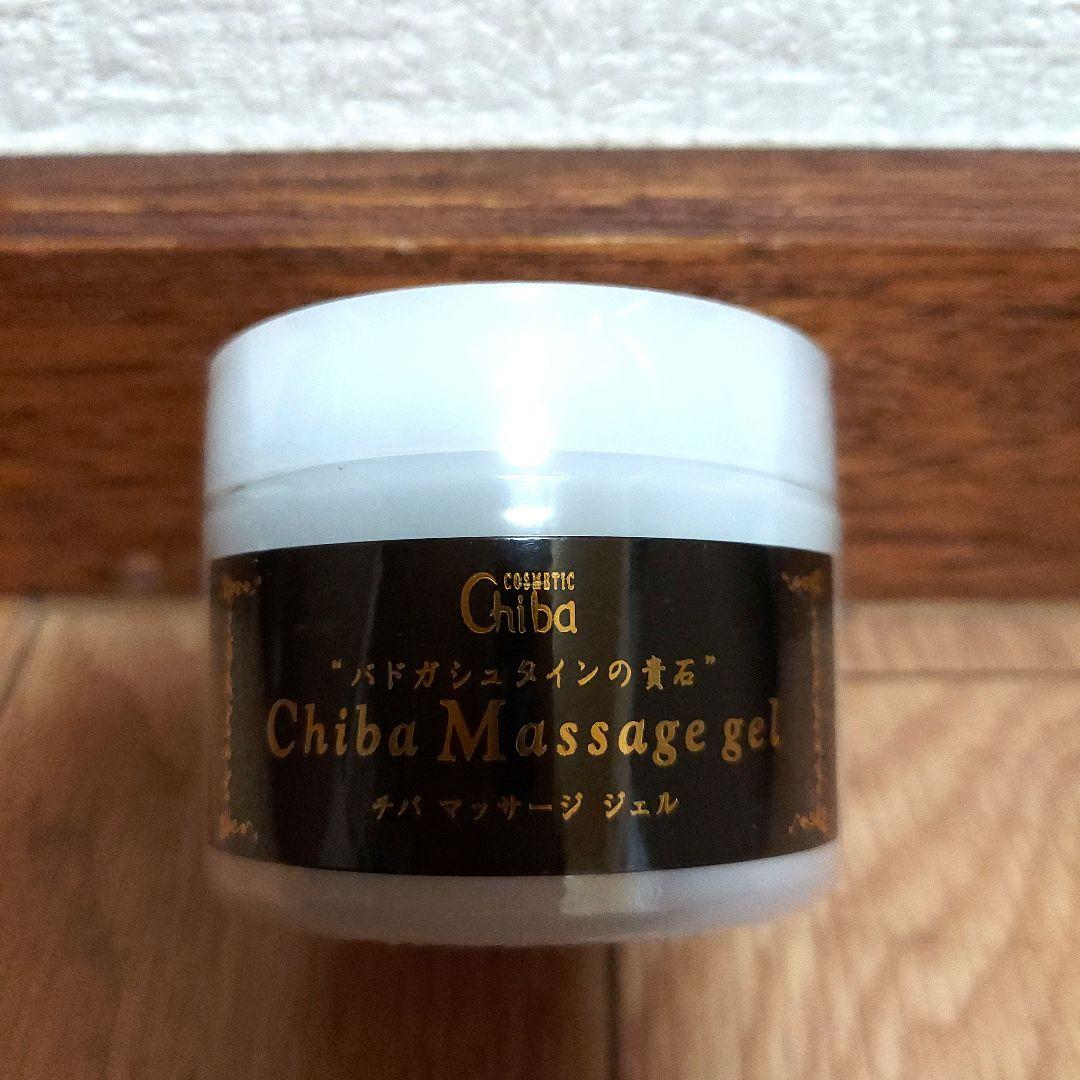 COSMETIC
Chiba
"バドガシュタインの貴石"
Chiba Massage gel
チバ マッサージ ジェル